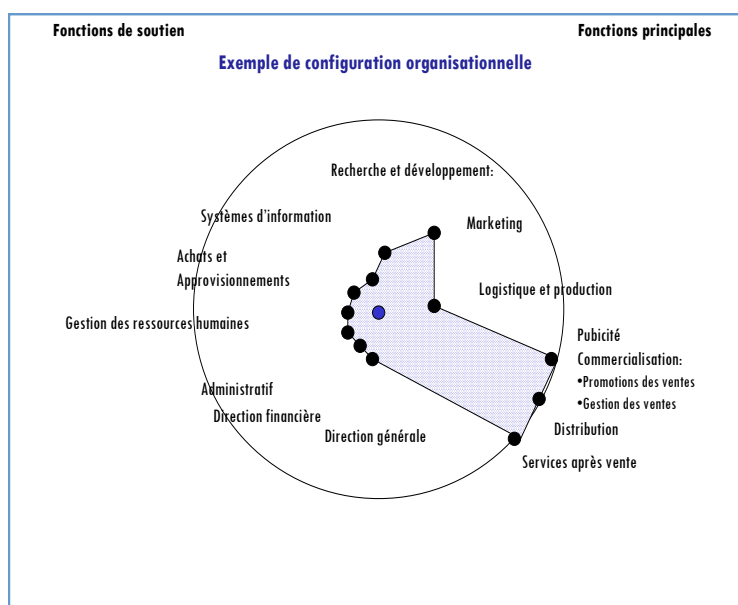 Fonctions de soutien
Fonctions principales
Exemple de configuration organisationnelle
Recherche et développement:
Systèmes d'information
Marketing
Achats et
Approvisionnements
Logistique et production
Gestion des ressources humaines
Pubicité
Commercialisation:
•Promotions des ventes
•Gestion des ventes
Administratif
Direction financière
Distribution
Direction générale
Services après vente